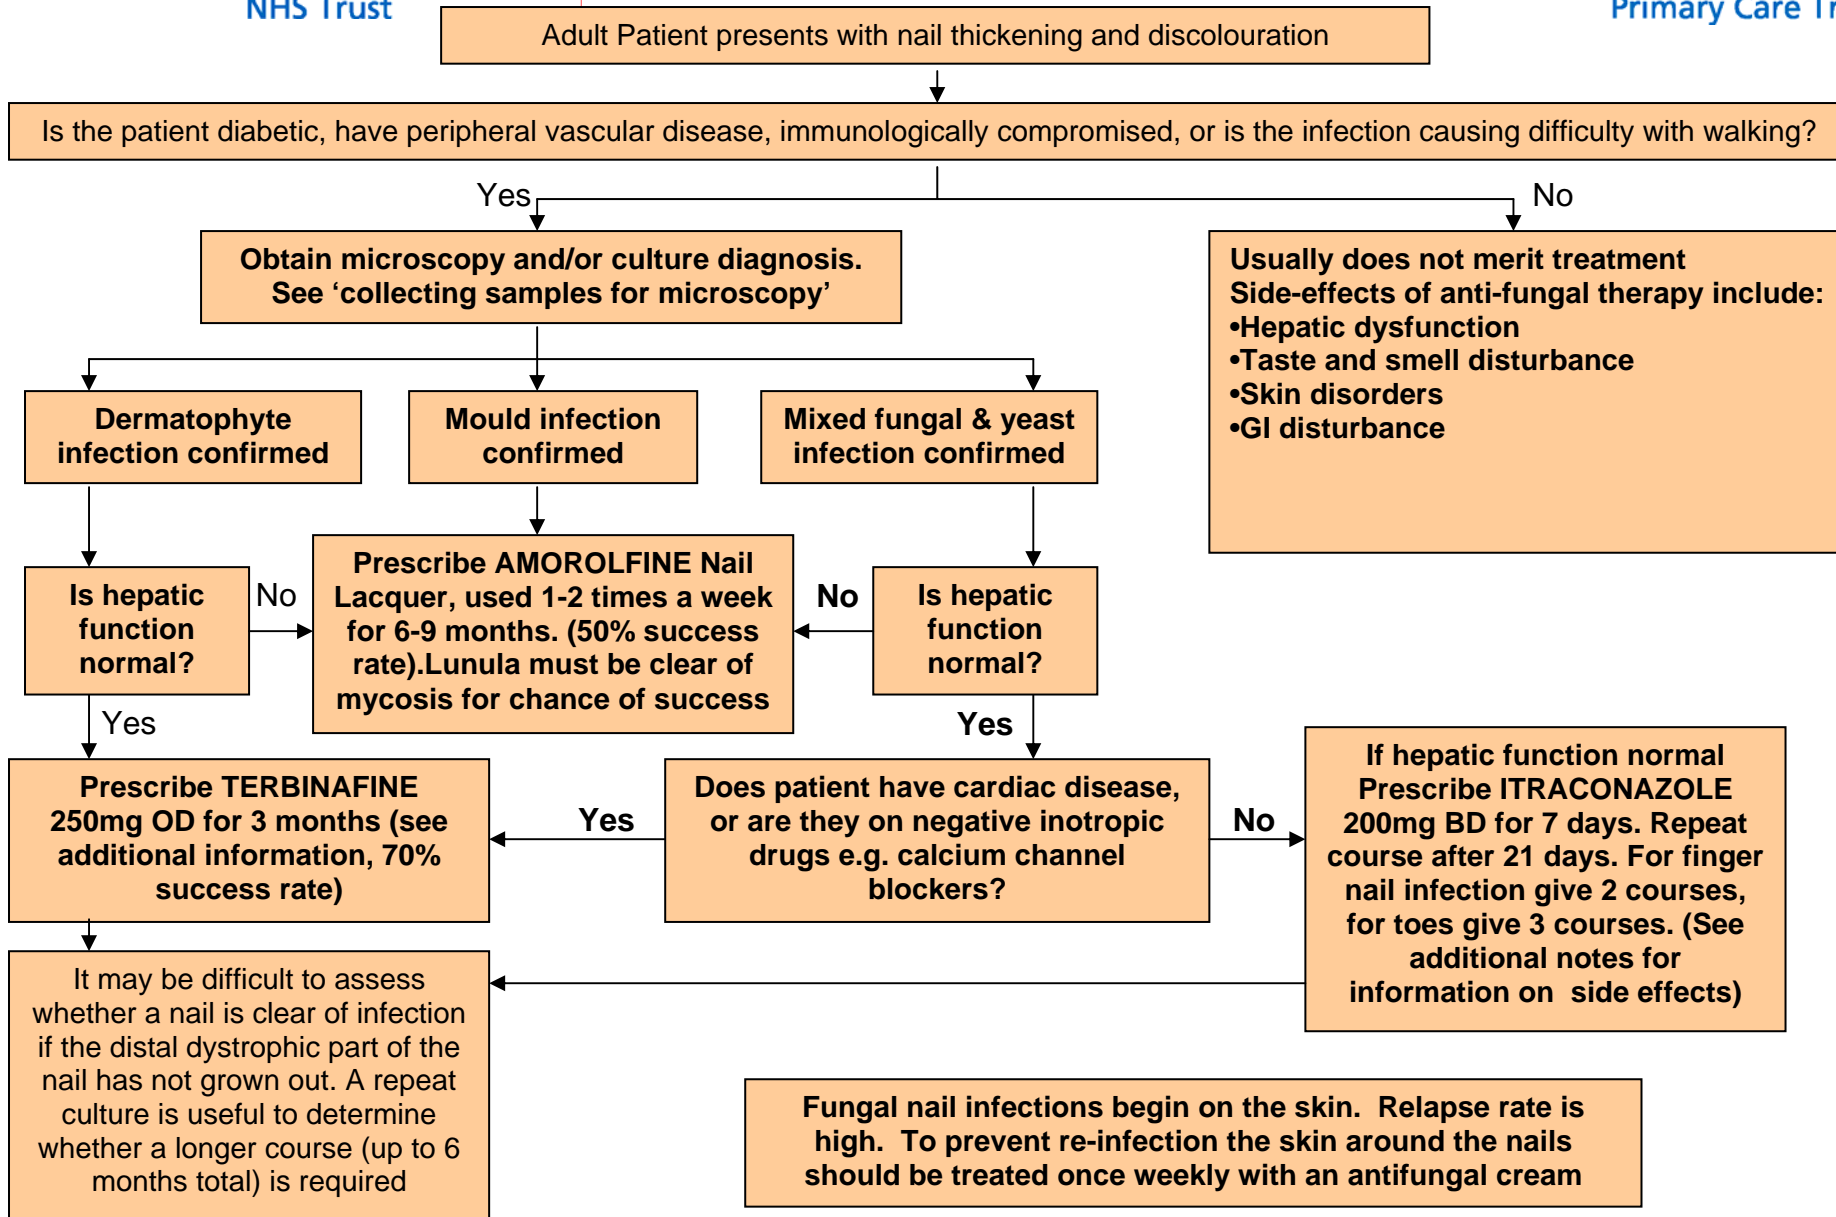 NHS Trust
Primary Care Tr
Adult Patient presents with nail thickening and discolouration
Is the patient diabetic, have peripheral vascular disease, immunologically compromised, or is the infection causing difficulty with walking?
Yes
No
Obtain microscopy and/or culture diagnosis.
See ‘collecting samples for microscopy’
Usually does not merit treatment
Side-effects of anti-fungal therapy include:
•Hepatic dysfunction
•Taste and smell disturbance
•Skin disorders
•GI disturbance
Dermatophyte
infection confirmed
Mould infection
confirmed
Mixed fungal & yeast
infection confirmed
Is hepatic
function
normal?
No
Prescribe AMOROLFINE Nail
Lacquer, used 1-2 times a week
for 6-9 months. (50% success
rate).Lunula must be clear of
mycosis for chance of success
No
Is hepatic
function
normal?
Yes
Yes
Prescribe TERBINAFINE
250mg OD for 3 months (see
additional information, 70%
success rate)
Yes
Does patient have cardiac disease,
or are they on negative inotropic
drugs e.g. calcium channel
blockers?
No
If hepatic function normal
Prescribe ITRACONAZOLE
200mg BD for 7 days. Repeat
course after 21 days. For finger
nail infection give 2 courses,
for toes give 3 courses. (See
additional notes for
information on side effects)
It may be difficult to assess
whether a nail is clear of infection
if the distal dystrophic part of the
nail has not grown out. A repeat
culture is useful to determine
whether a longer course (up to 6
months total) is required
Fungal nail infections begin on the skin. Relapse rate is
high. To prevent re-infection the skin around the nails
should be treated once weekly with an antifungal cream